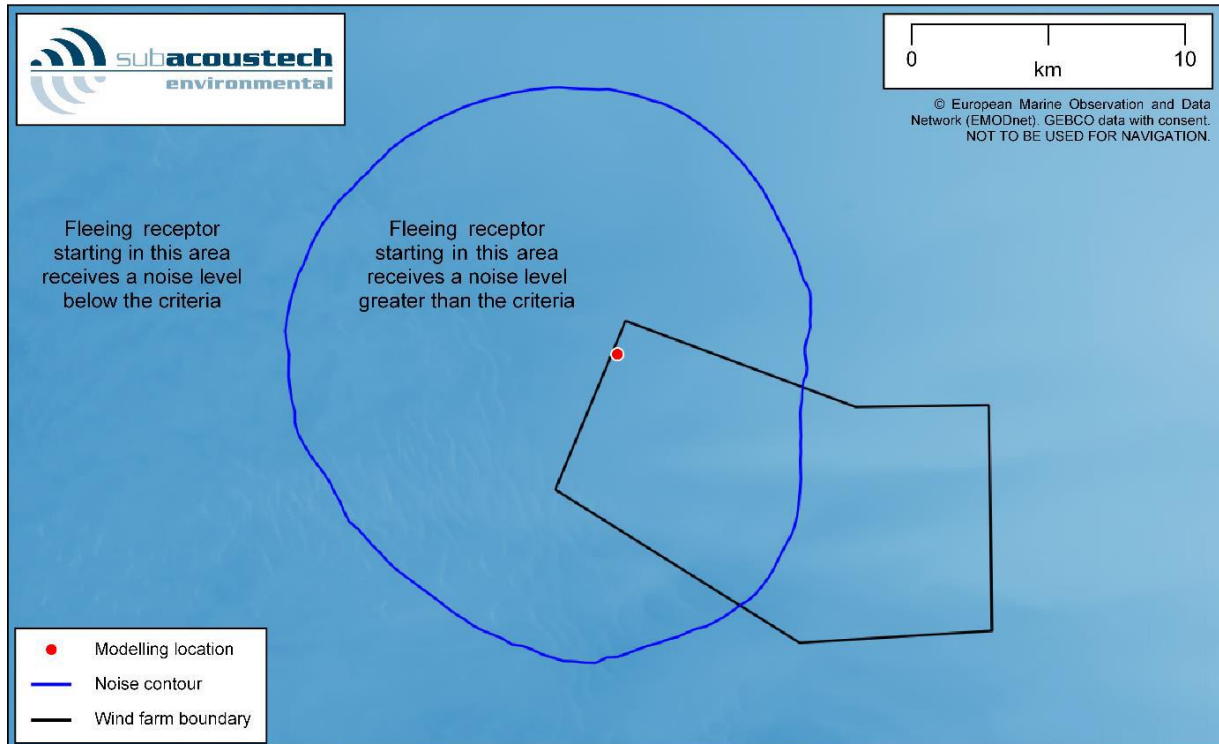 subacoustech
environmental
0 10
km
© European Marine Observation and Data
Network (EMODnet). GEBCO data with consent.
NOT TO BE USED FOR NAVIGATION.
Fleeing receptor
starting in this area
receives a noise level
below the criteria
Fleeing receptor
starting in this area
receives a noise level
greater than the criteria
Modelling location
Noise contour
Wind farm boundary